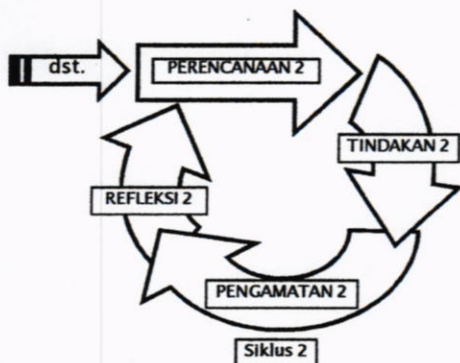 dst.
PERENCANAAN 2
TINDAKAN 2
REFLEKSI 2
PENGAMATAN 2
Siklus 2